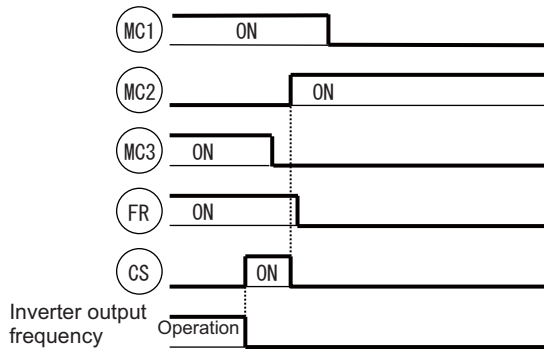 MC1 ON
MC2 ON
MC3 ON
FR ON
CS ON
Inverter output
frequency Operation